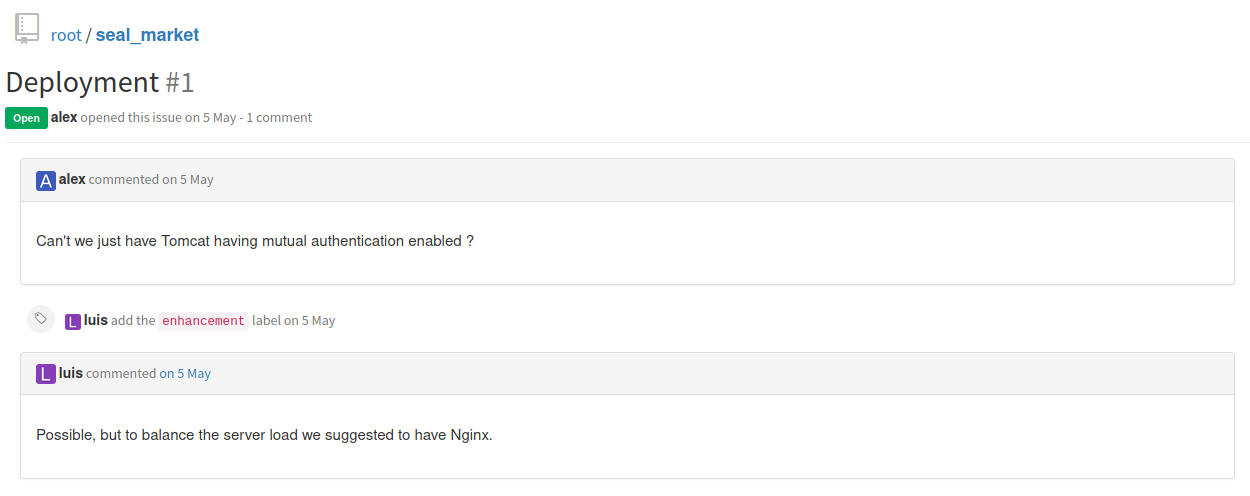 root / seal_market
Deployment #1
Open alex opened this issue on 5 May - 1 comment
A alex commented on 5 May
Can't we just have Tomcat having mutual authentication enabled ?
L luis add the enhancement label on 5 May
L luis commented on 5 May
Possible, but to balance the server load we suggested to have Nginx.